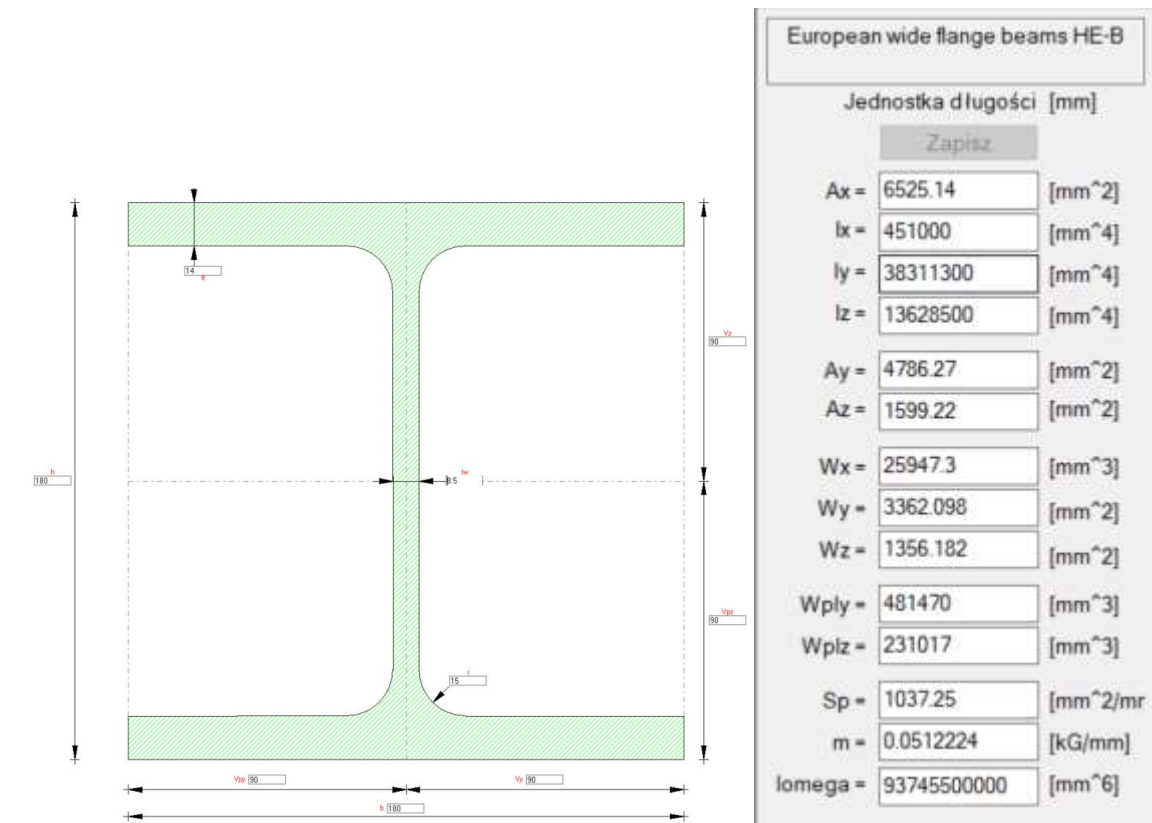 European wide flange beams HE-B
Jednostka długości [mm]
Zapisz
Ax = 6525.14 [mm^2]
Ix = 451000 [mm^4]
Iy = 38311300 [mm^4]
Iz = 13628500 [mm^4]
Ay = 4786.27 [mm^2]
Az = 1599.22 [mm^2]
Wx = 25947.3 [mm^3]
Wy = 3362.098 [mm^2]
Wz = 1356.182 [mm^2]
Wply = 481470 [mm^3]
Wplz = 231017 [mm^3]
Sp = 1037.25 [mm^2/mr
m = 0.0512224 [kG/mm]
Iomega = 93745500000 [mm^6]
14
Vz
90
h
180
tw
8.5
Vpz
90
r
15
Vpy 90
Vy 90
b 180